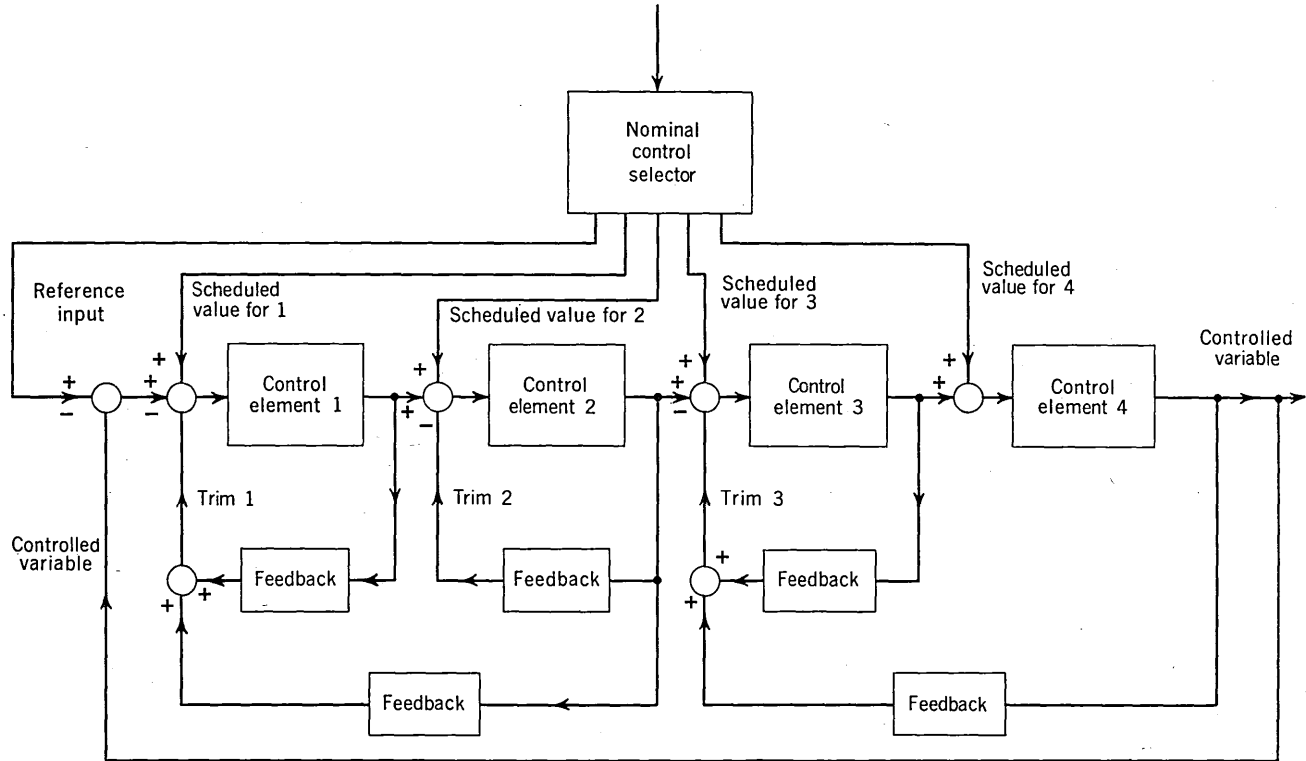 Nominal
control
selector
Reference
input
Scheduled
value for 1
Scheduled value for 2
Scheduled
value for 3
Scheduled
value for 4
Controlled
variable
+
−
+
+
−
Control
element 1
+
+
−
Control
element 2
+
+
−
Control
element 3
+
+
Control
element 4
Trim 1
Trim 2
Trim 3
Controlled
variable
Feedback
+
+
Feedback
Feedback
+
+
Feedback
Feedback